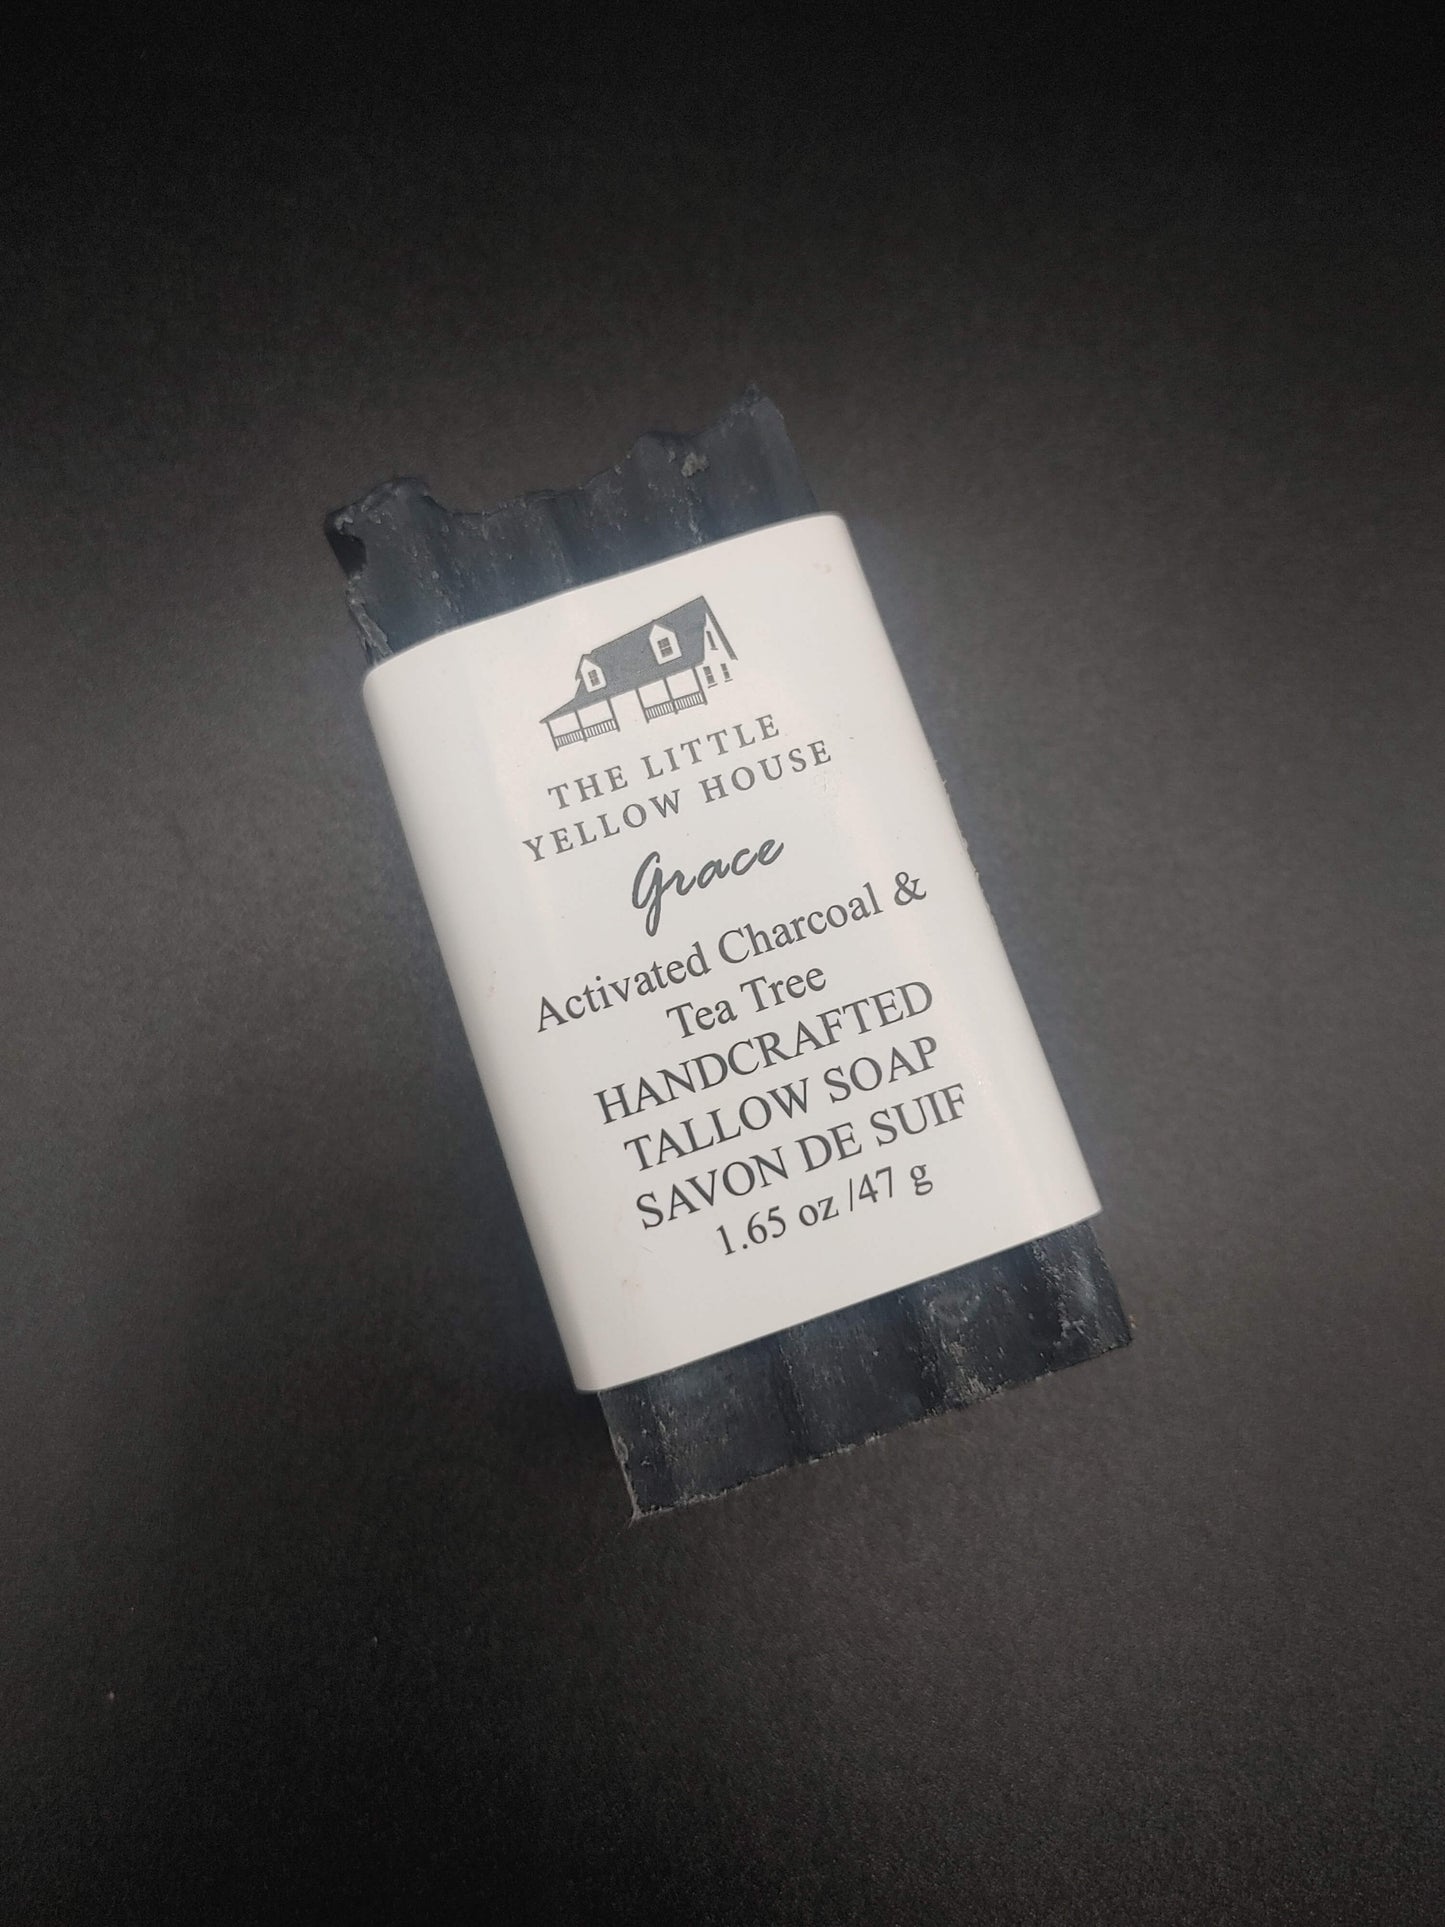 THE LITTLE
YELLOW HOUSE
Grace
Activated Charcoal &
Tea Tree
HANDCRAFTED
TALLOW SOAP
SAVON DE SUIF
1.65 oz /47 g